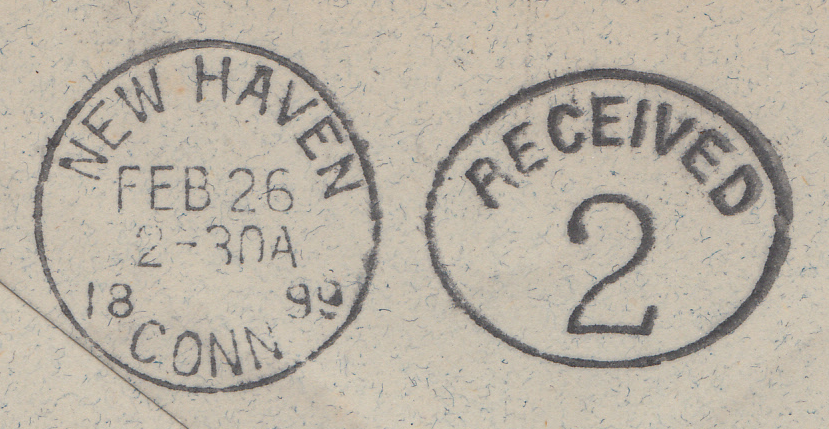 NEW HAVEN
FEB 26
2-30A
18 99
CONN
RECEIVED
2